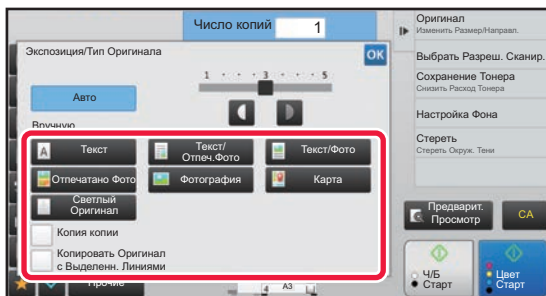 Число копий 1
Экспозиция/Тип Оригинала
OK
1 3 5
Авто
Вручную
A Текст
Текст/
Отпеч.Фото
Текст/Фото
Отпечатано Фото
Фотография
Карта
Светлый
Оригинал
Копия копии
Копировать Оригинал
с Выделенн. Линиями
Прочие
4 A3
Оригинал
Изменить Размер/Направл.
Выбрать Разреш. Сканир.
Сохранение Тонера
Снизить Расход Тонера
Настройка Фона
Стереть
Стереть Окруж. Тени
Предварит.
Просмотр
CA
Ч/Б
Старт
Цвет
Старт